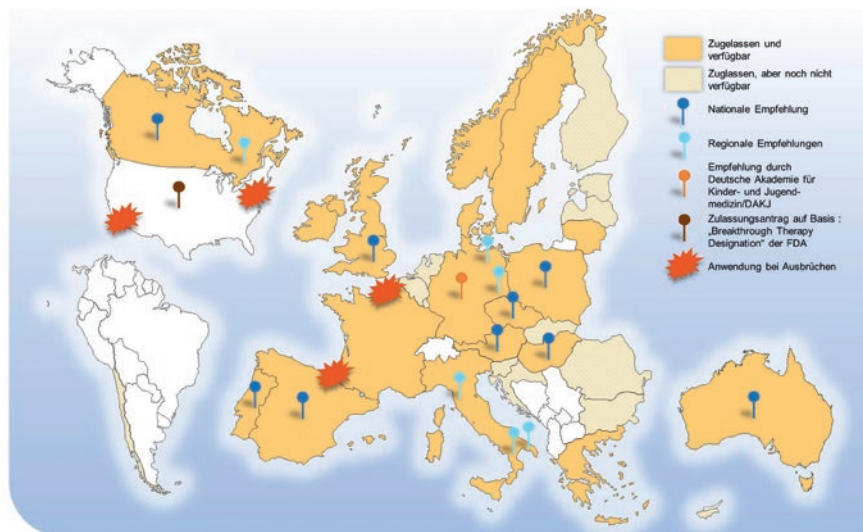 Zugelassen und
verfügbar
Zuglassen, aber noch nicht
verfügbar
Nationale Empfehlung
Regionale Empfehlungen
Empfehlung durch
Deutsche Akademie für
Kinder- und Jugend-
medizin/DAKJ
Zulassungsantrag auf Basis :
„Breakthrough Therapy
Designation“ der FDA
Anwendung bei Ausbrüchen